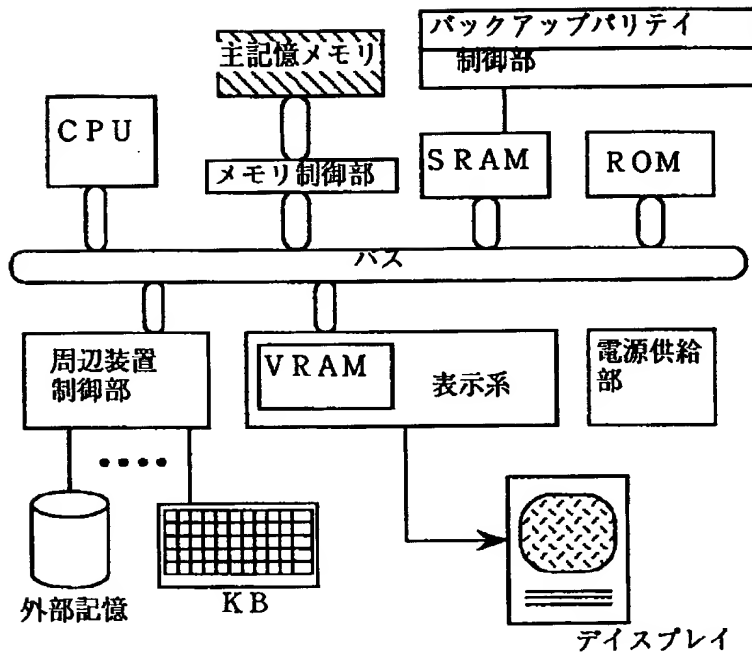 バックアップパリテイ
制御部
主記憶メモリ
CPU
メモリ制御部
SRAM
ROM
バス
周辺装置
制御部
VRAM
表示系
電源供給
部
外部記憶
KB
デイスプレイ